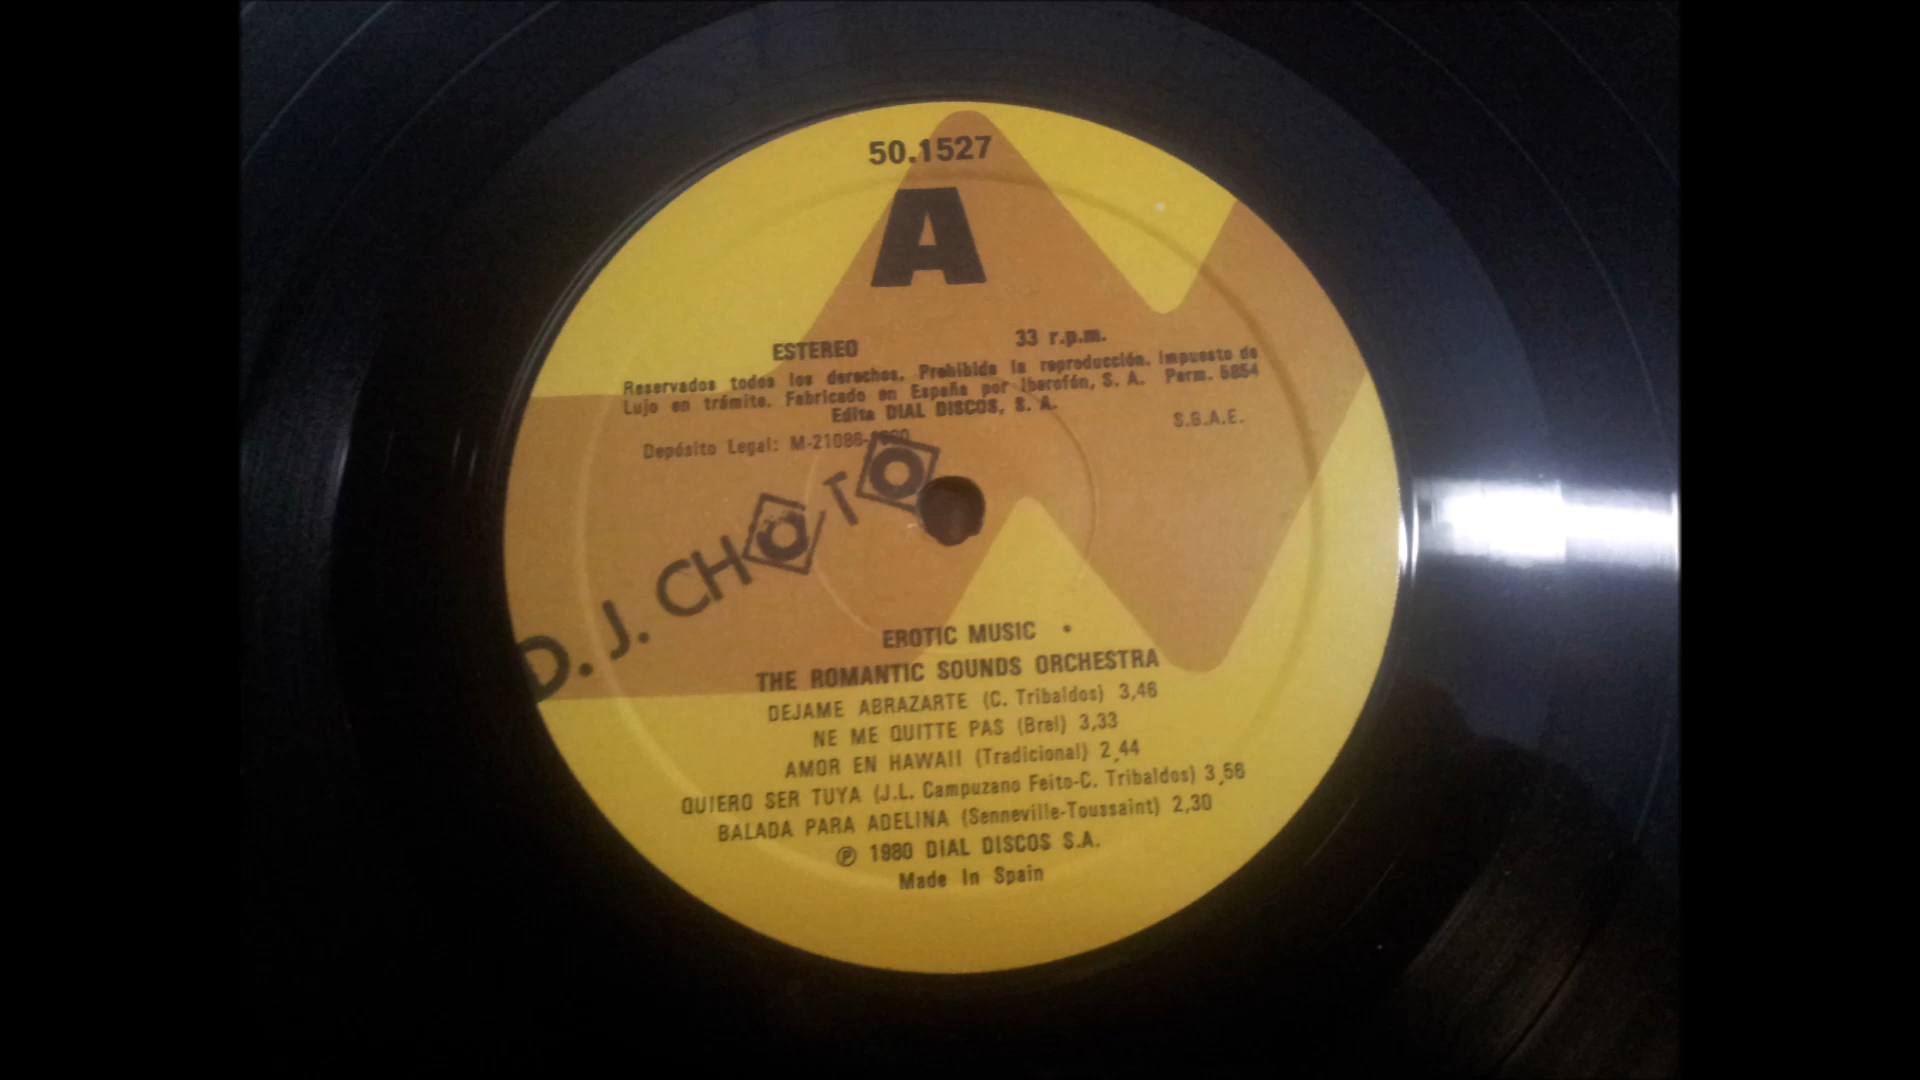 50.1527
A
ESTEREO 33 r.p.m.
Reservados todos los derechos. Prohibida la reproducción. Impuesto de
Lujo en trámite. Fabricado en España por Iberofón, S. A. Perm. 5854
Edita DIAL DISCOS, S. A.
Depósito Legal: M-21086- S.G.A.E.
D.J. CHOTO
EROTIC MUSIC
THE ROMANTIC SOUNDS ORCHESTRA
DEJAME ABRAZARTE (C. Tribaldos) 3,48
NE ME QUITTE PAS (Brel) 3,33
AMOR EN HAWAII (Tradicional) 2,44
QUIERO SER TUYA (J.L. Campuzano Feito-C. Tribaldos) 3,56
BALADA PARA ADELINA (Senneville-Toussaint) 2,30
℗ 1980 DIAL DISCOS S.A.
Made In Spain